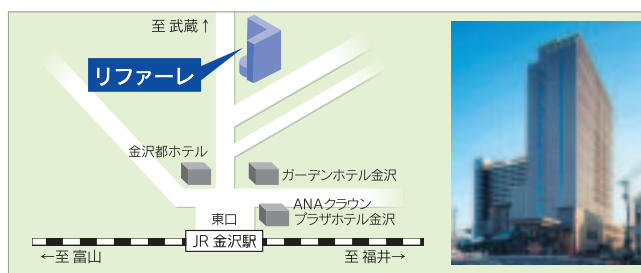 至 武蔵↑
リファーレ
金沢都ホテル
ガーデンホテル金沢
ANAクラウン
プラザホテル金沢
東口
JR 金沢駅
←至 富山
至 福井→